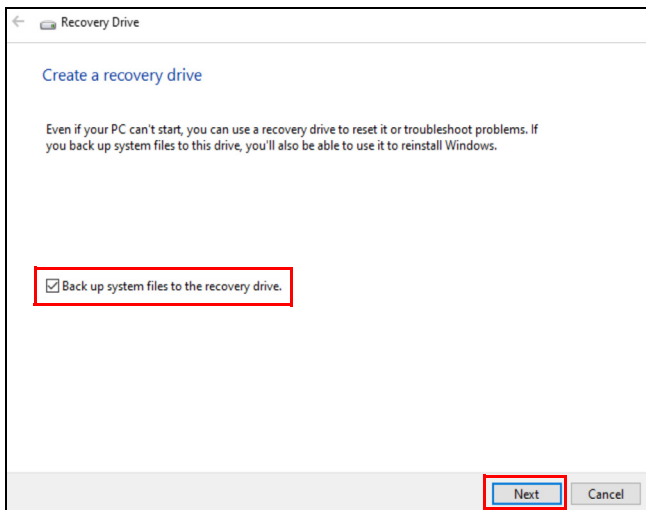 Recovery Drive
Create a recovery drive
Even if your PC can't start, you can use a recovery drive to reset it or troubleshoot problems. If
you back up system files to this drive, you'll also be able to use it to reinstall Windows.
Back up system files to the recovery drive.
Next Cancel